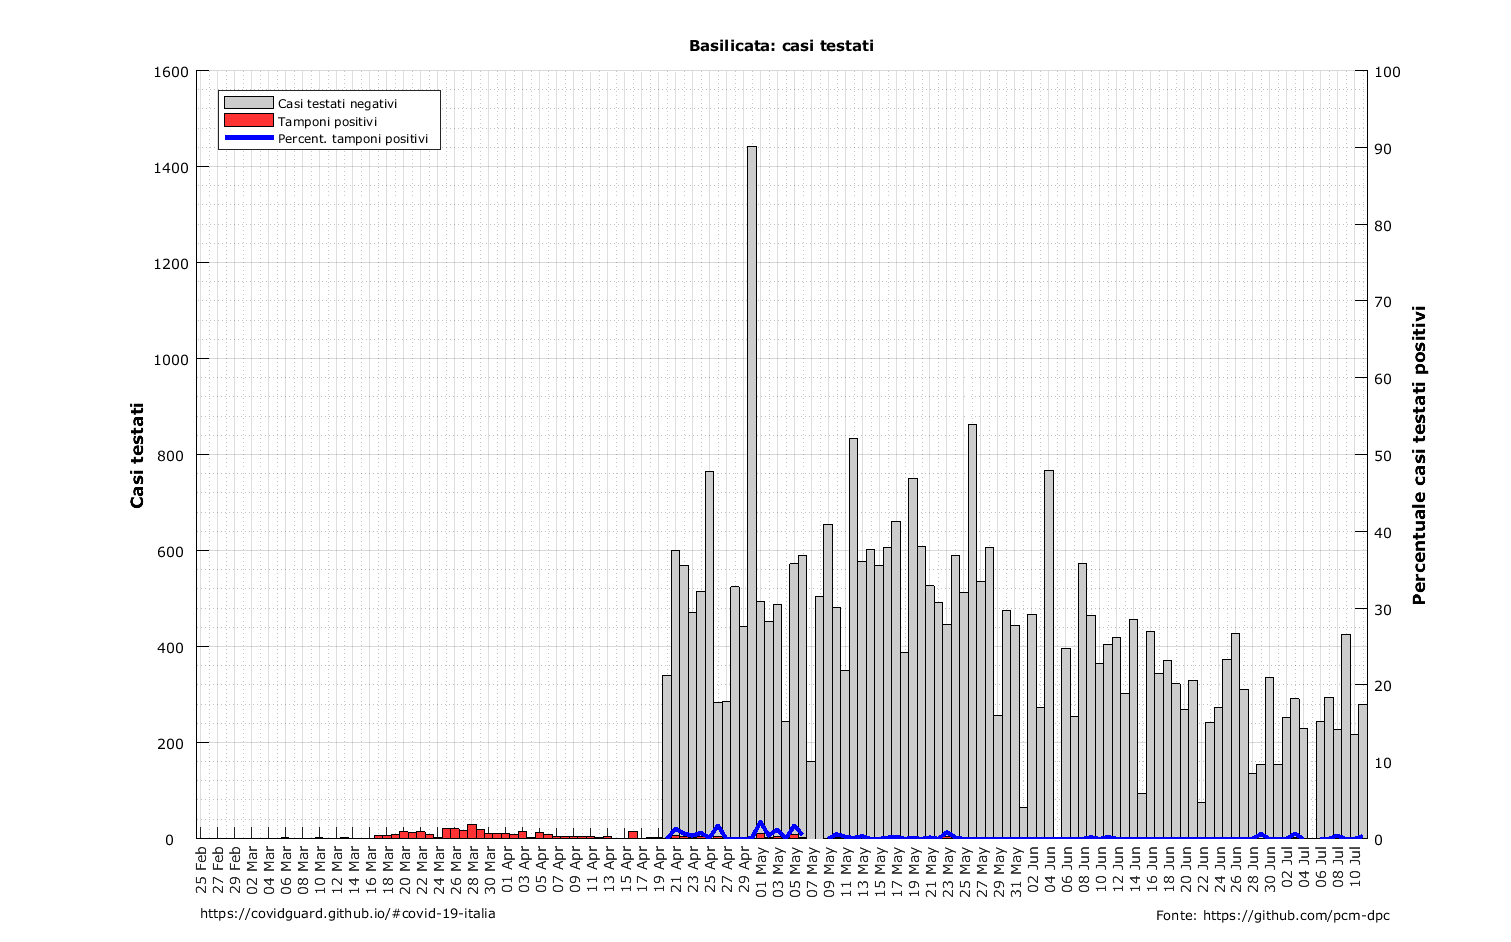 Basilicata: casi testati
Casi testati negativi
Tamponi positivi
Percent. tamponi positivi
Casi testati
1600
1400
1200
1000
800
600
400
200
0
100
90
80
70
60
50
40
30
20
10
0
Percentuale casi testati positivi
25 Feb
27 Feb
29 Feb
02 Mar
04 Mar
06 Mar
08 Mar
10 Mar
12 Mar
14 Mar
16 Mar
18 Mar
20 Mar
22 Mar
24 Mar
26 Mar
28 Mar
30 Mar
01 Apr
03 Apr
05 Apr
07 Apr
09 Apr
11 Apr
13 Apr
15 Apr
17 Apr
19 Apr
21 Apr
23 Apr
25 Apr
27 Apr
29 Apr
01 May
03 May
05 May
07 May
09 May
11 May
13 May
15 May
17 May
19 May
21 May
23 May
25 May
27 May
29 May
31 May
02 Jun
04 Jun
06 Jun
08 Jun
10 Jun
12 Jun
14 Jun
16 Jun
18 Jun
20 Jun
22 Jun
24 Jun
26 Jun
28 Jun
30 Jun
02 Jul
04 Jul
06 Jul
08 Jul
10 Jul
https://covidguard.github.io/#covid-19-italia
Fonte: https://github.com/pcm-dpc